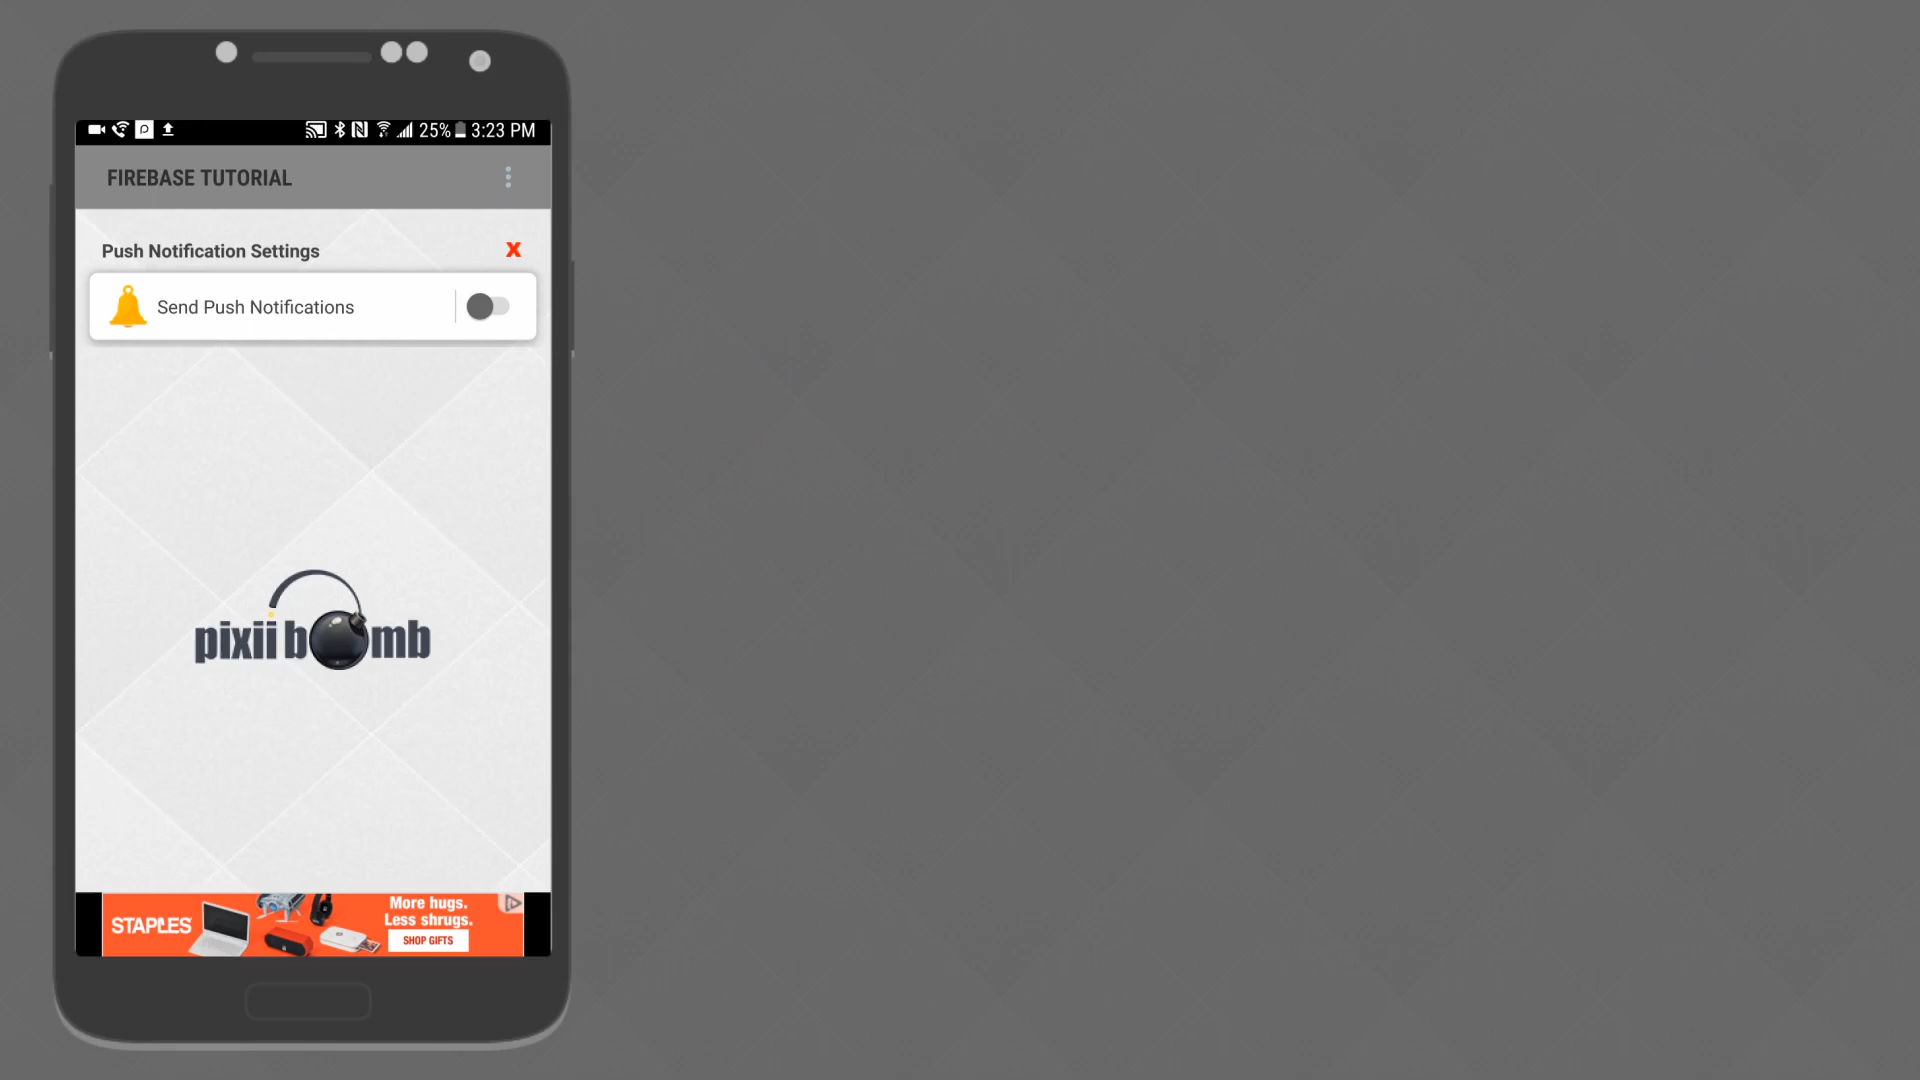 25% 3:23 PM
FIREBASE TUTORIAL
Push Notification Settings
X
Send Push Notifications
pixii bomb
STAPLES
More hugs.
Less shrugs.
SHOP GIFTS